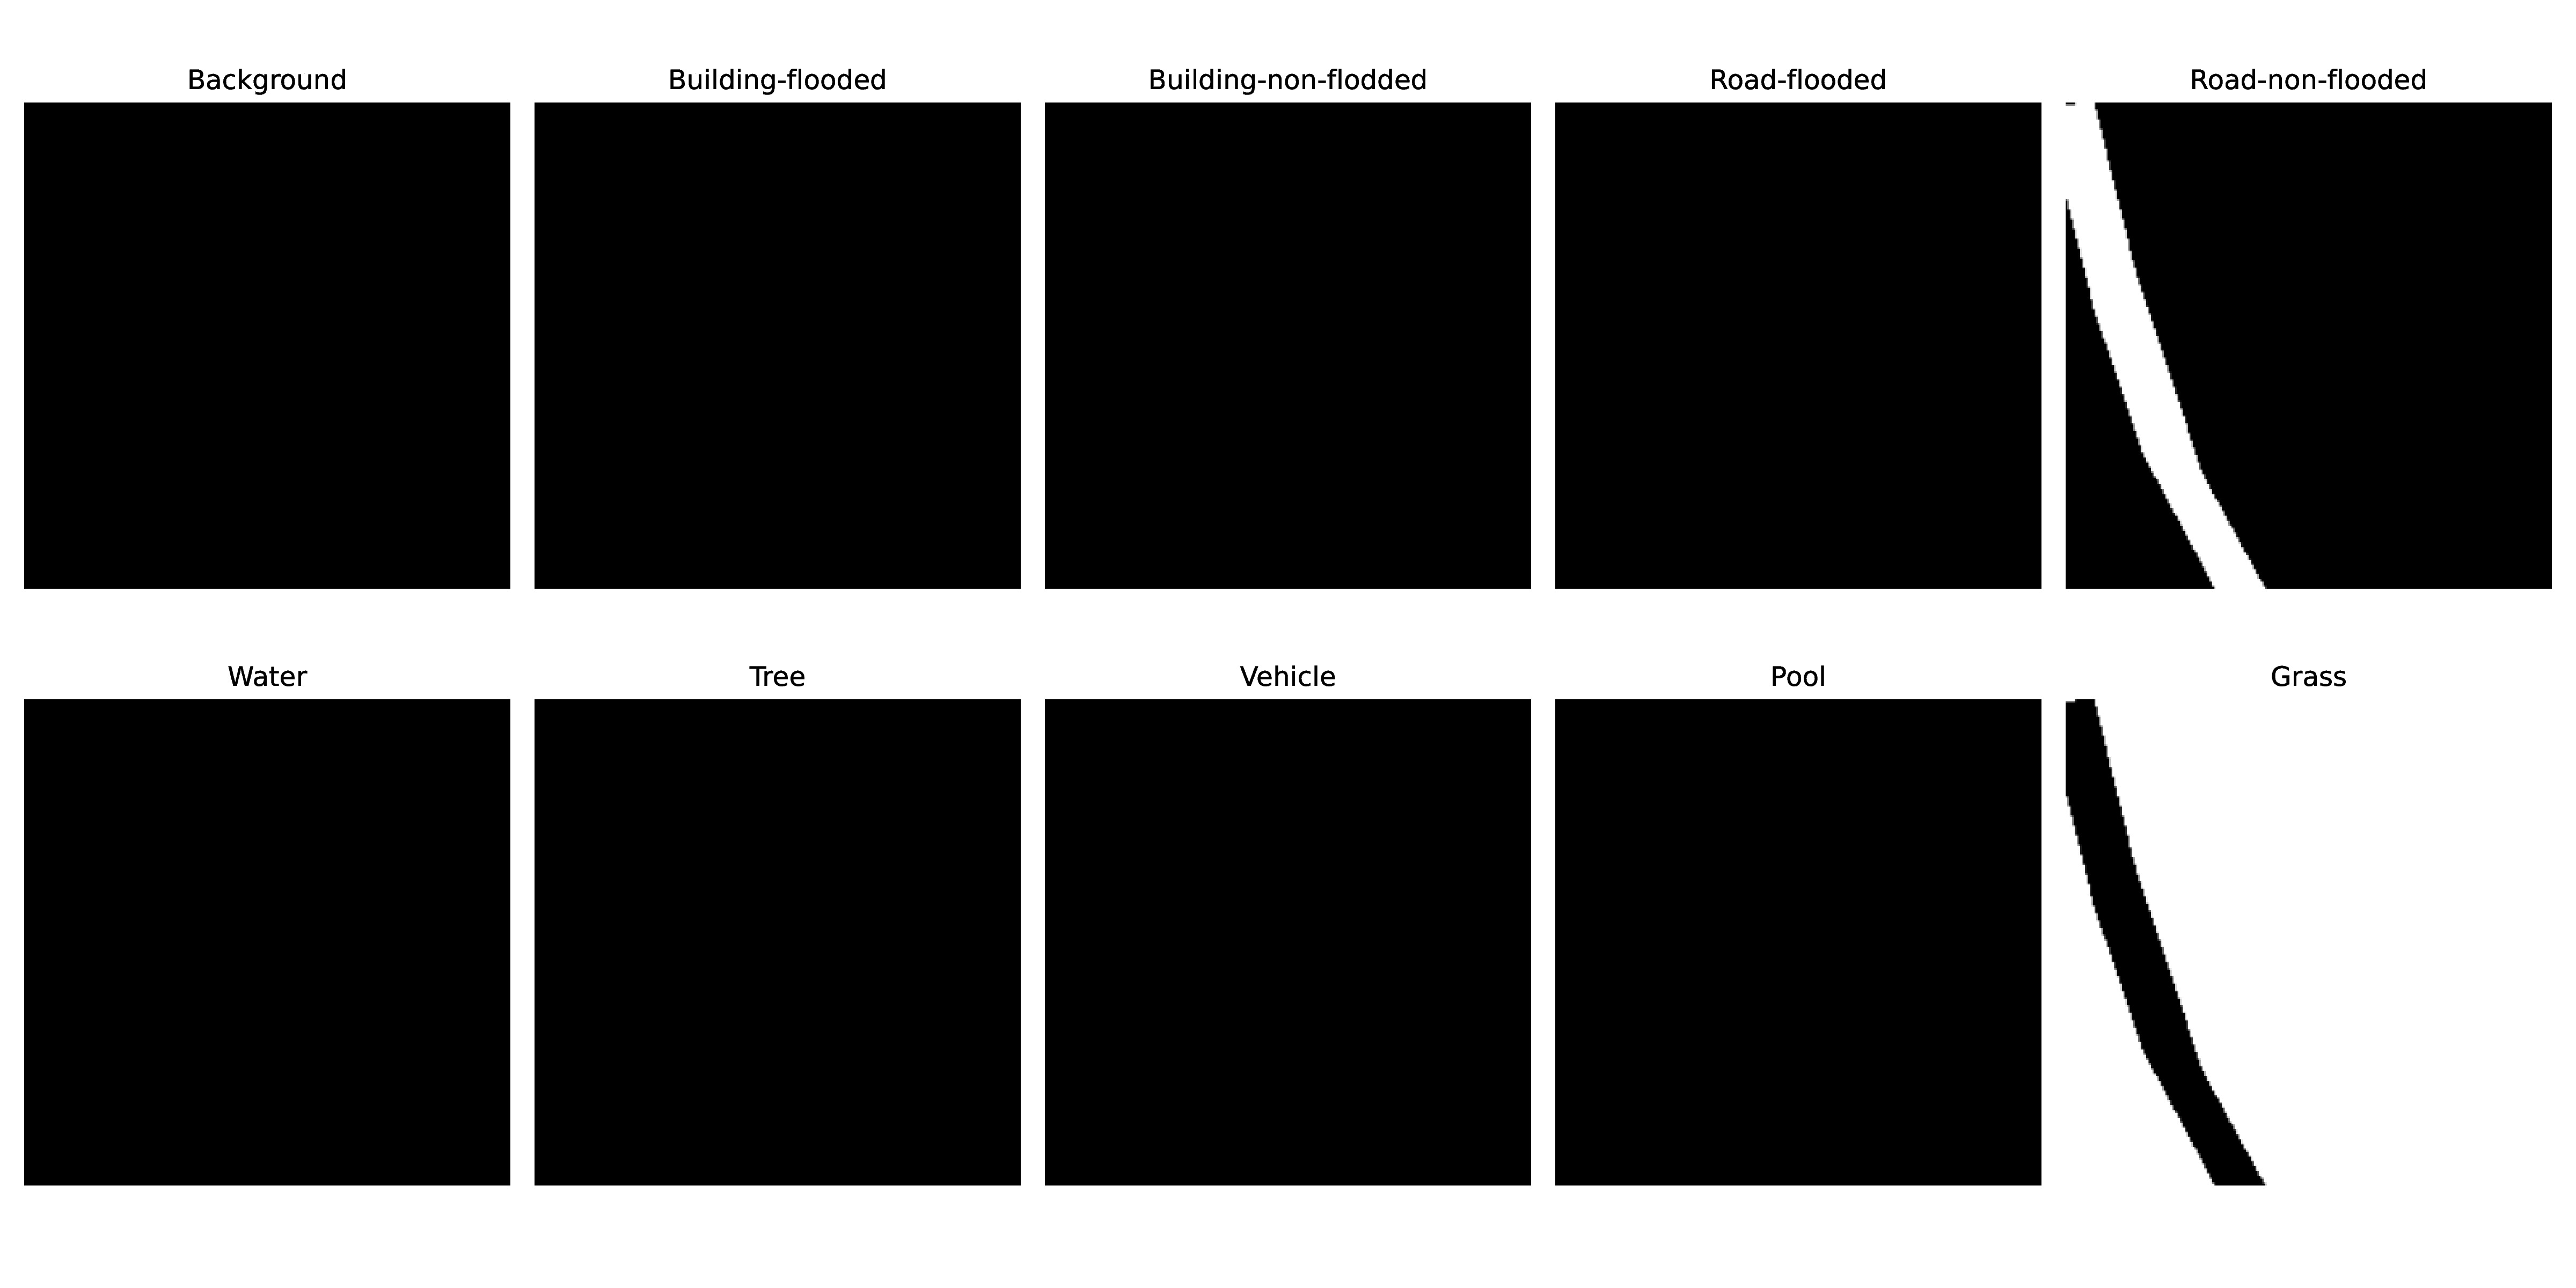 Background
Building-flooded
Building-non-flodded
Road-flooded
Road-non-flooded
Water
Tree
Vehicle
Pool
Grass